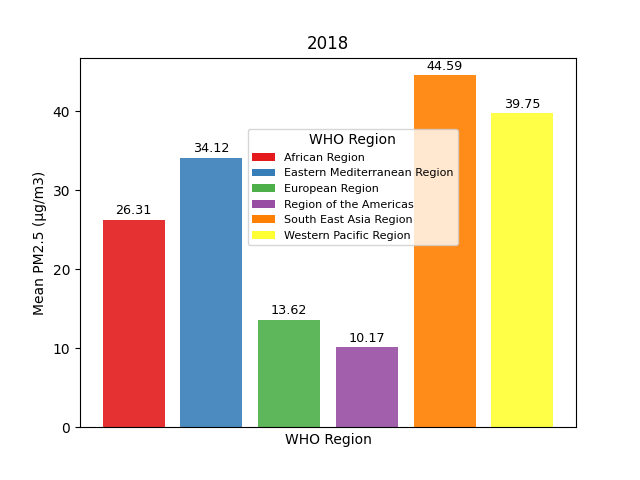 2018
44.59
39.75
34.12
26.31
13.62
10.17
WHO Region
African Region
Eastern Mediterranean Region
European Region
Region of the Americas
South East Asia Region
Western Pacific Region
Mean PM2.5 (µg/m3)
40
30
20
10
0
WHO Region